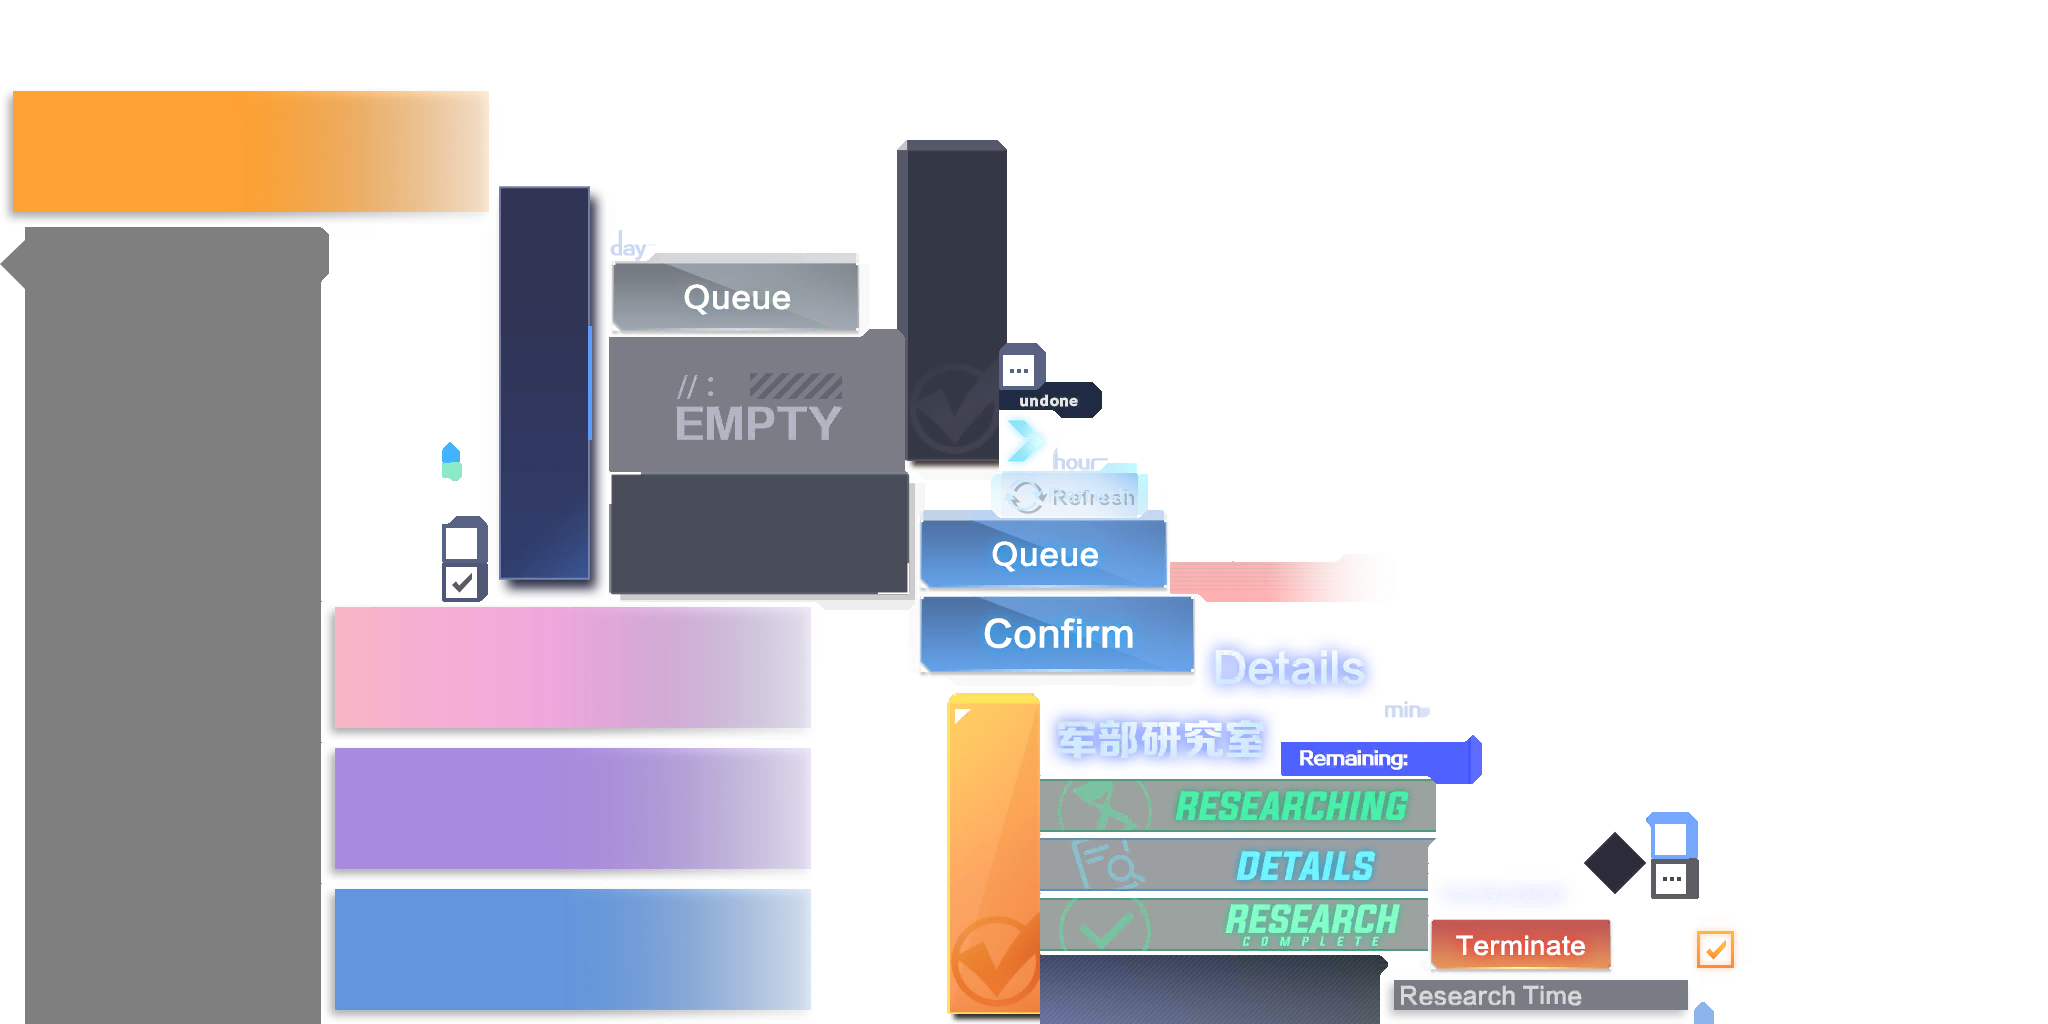 day
Queue
// :
EMPTY
undone
hour
Refresh
Queue
Confirm
Details
min
军部研究室
Remaining:
RESEARCHING
DETAILS
RESEARCH
COMPLETE
Terminate
Research Time